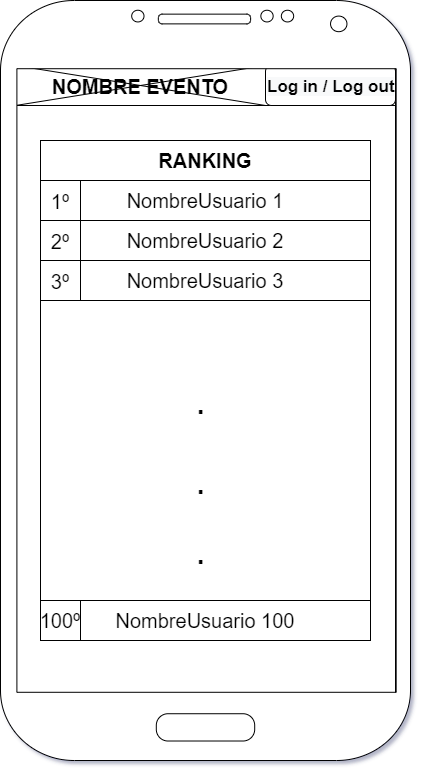 NOMBRE EVENTO Log in / Log out
RANKING
1º NombreUsuario 1
2º NombreUsuario 2
3º NombreUsuario 3
.
.
.
100º NombreUsuario 100